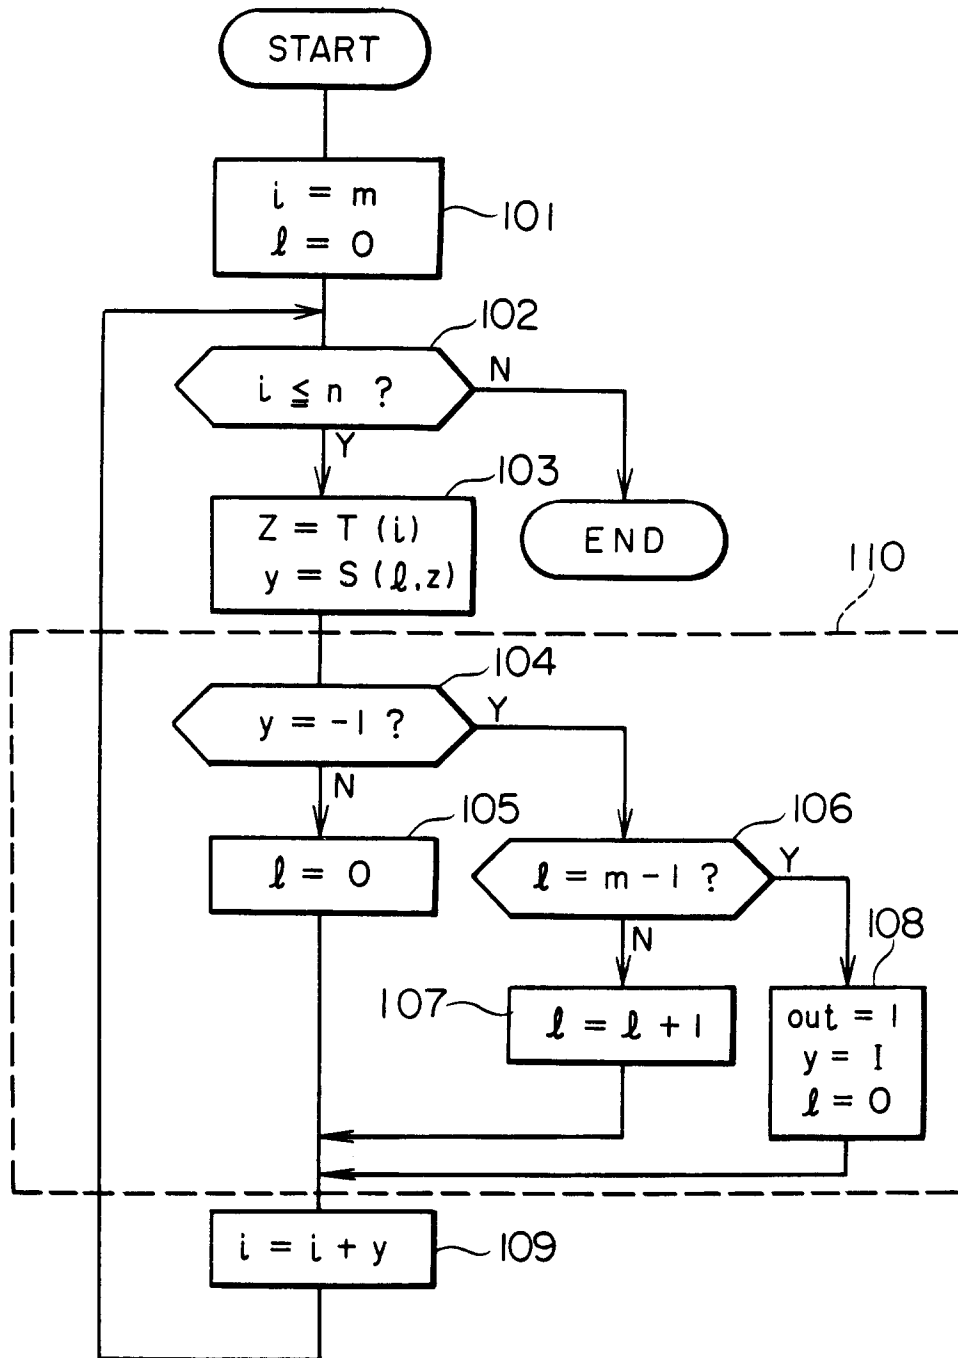 START
i = m
ℓ = 0
101
102
i ≦ n ?
N
Y
103
Z = T (i)
y = S (ℓ,z)
END
110
104
y = -1 ?
Y
N
105
ℓ = 0
106
ℓ = m - 1 ?
Y
N
107
ℓ = ℓ + 1
108
out = 1
y = I
ℓ = 0
i = i + y
109